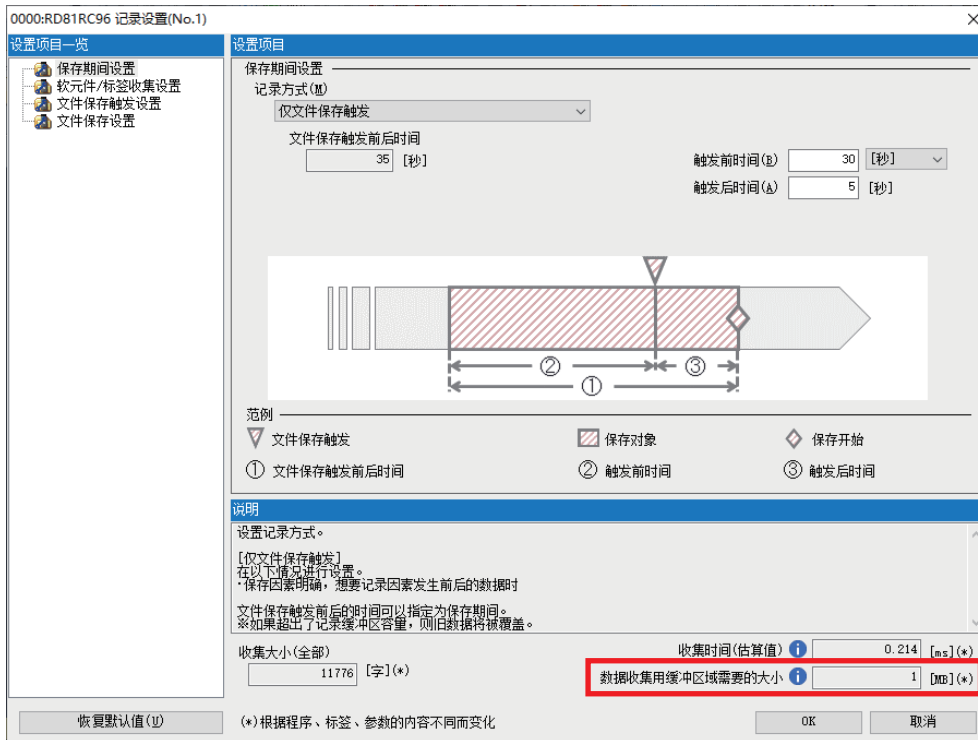 0000:RD81RC96 记录设置(No.1)
设置项目一览
保存期间设置
软元件/标签收集设置
文件保存触发设置
文件保存设置
设置项目
保存期间设置
记录方式(M)
仅文件保存触发
文件保存触发前后时间
35 [秒]
触发前时间(B) 30 [秒]
触发后时间(A) 5 [秒]
② ③
①
范例
文件保存触发 保存对象 保存开始
① 文件保存触发前后时间 ② 触发前时间 ③ 触发后时间
说明
设置记录方式。
[仅文件保存触发]
在以下情况进行设置。
·保存因素明确，想要记录因素发生前后的数据时
文件保存触发前后的时间可以指定为保存期间。
※如果超出了记录缓冲区容量，则旧数据将被覆盖。
收集大小(全部)
11776 [字](*)
收集时间(估算值) 0.214 [ms](*)
数据收集用缓冲区域需要的大小 1 [MB](*)
恢复默认值(U) (*)根据程序、标签、参数的内容不同而变化 OK 取消